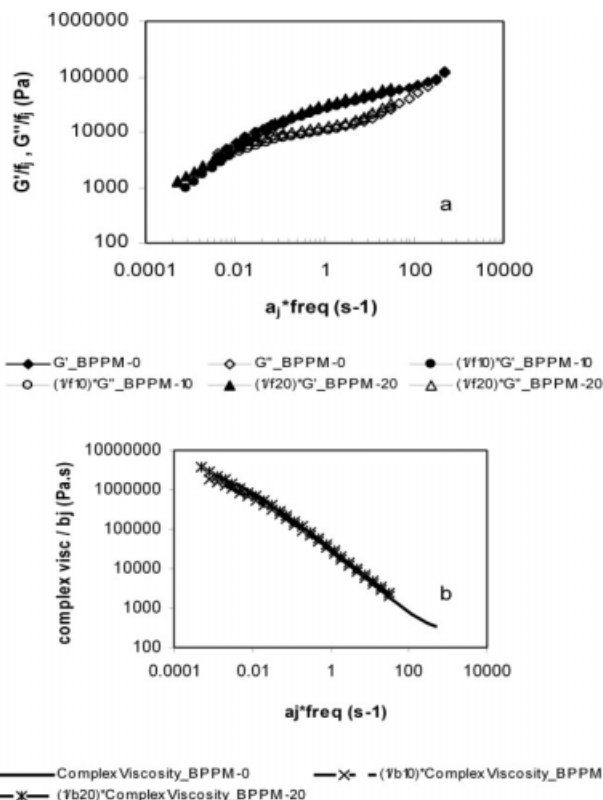 1000000
100000
10000
1000
100
G'/fj , G"/fj (Pa)
a
0.0001 0.01 1 100 10000
aj*freq (s-1)
G'_BPPM-0 G"_BPPM-0 (1/f10)*G'_BPPM-10
(1/f10)*G"_BPPM-10 (1/f20)*G'_BPPM-20 (1/f20)*G"_BPPM-20
10000000
1000000
100000
10000
1000
100
complex visc / bj (Pa.s)
b
0.0001 0.01 1 100 10000
aj*freq (s-1)
Complex Viscosity_BPPM-0 (1/b10)*Complex Viscosity_BPPM
(1/b20)*Complex Viscosity_BPPM-20